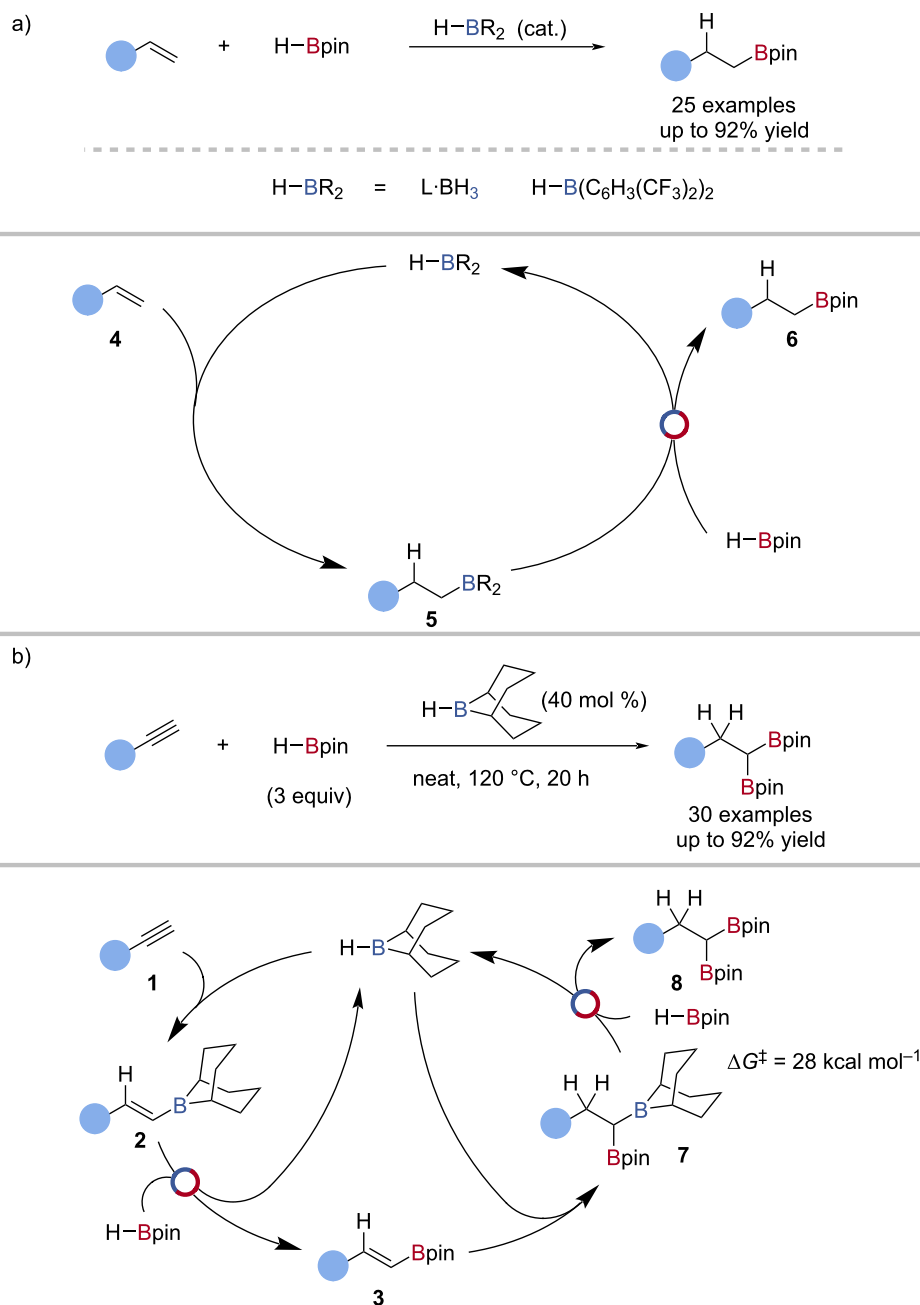 a)
+ H–Bpin H–BR₂ (cat.) H Bpin
25 examples
up to 92% yield
H–BR₂ = L·BH₃ H–B(C₆H₃(CF₃)₂)₂
H–BR₂
4
H Bpin
6
H–Bpin
H BR₂
5
b)
+ H–Bpin
(3 equiv)
H–B (40 mol %)
neat, 120 °C, 20 h
H H Bpin
Bpin
30 examples
up to 92% yield
1
H–B
H H Bpin
Bpin
8
H–Bpin
ΔG‡ = 28 kcal mol⁻¹
H B
2
H H B
Bpin
7
H–Bpin
H Bpin
3